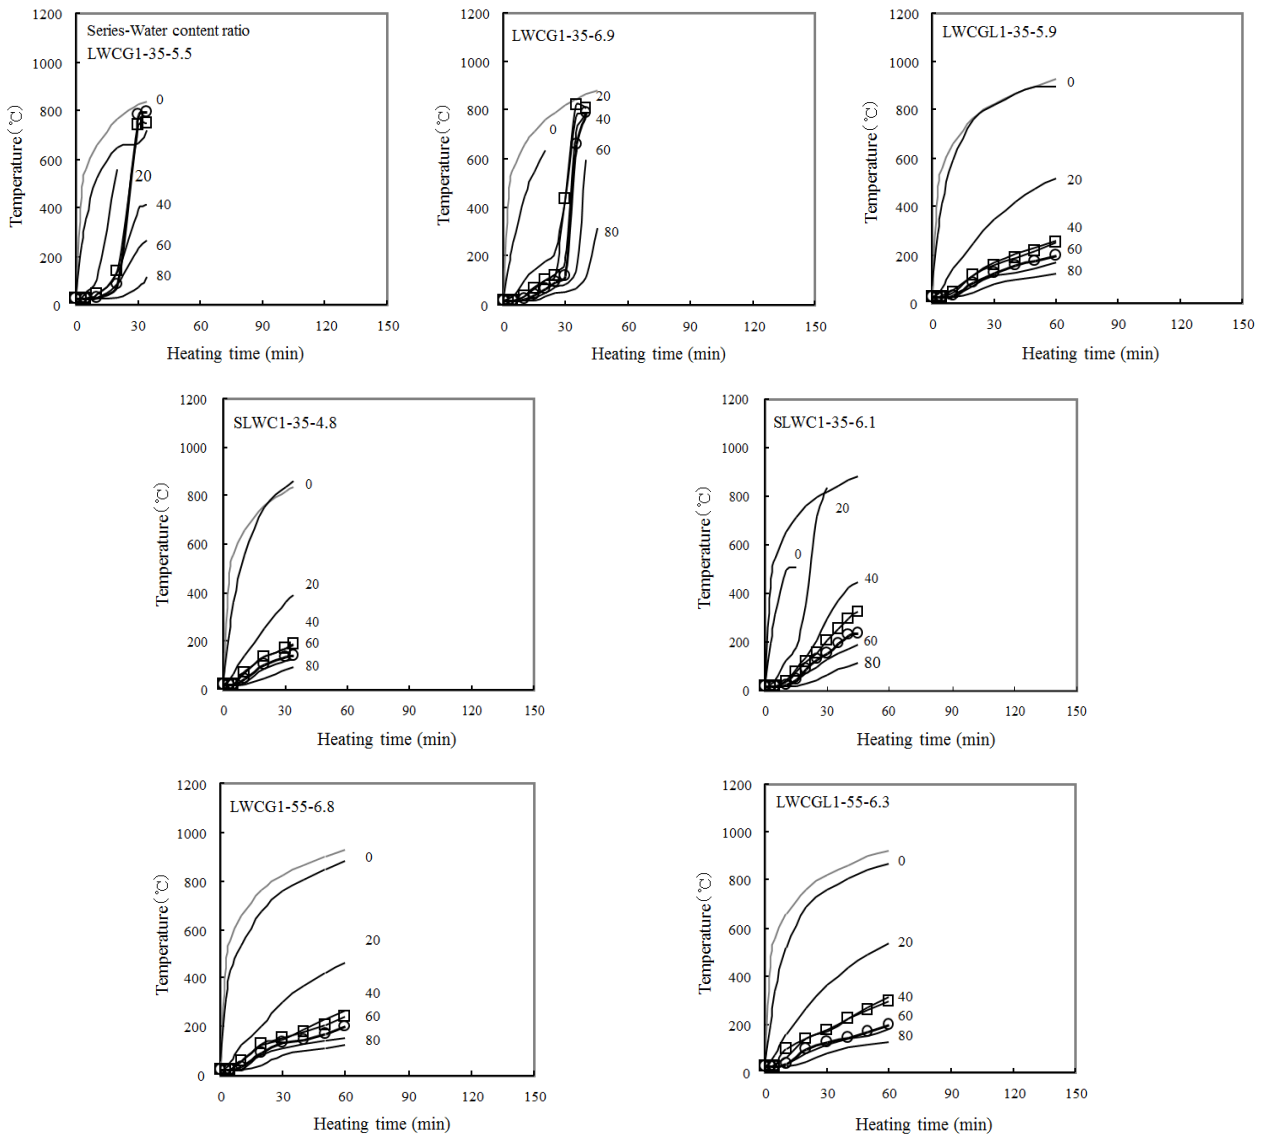 Series-Water content ratio
LWCG1-35-5.5
1200
1000
800
600
400
200
0
0
20
40
60
80
0 30 60 90 120 150
Temperature(℃)
Heating time (min)
LWCG1-35-6.9
1200
1000
800
600
400
200
0
0
20
40
60
80
0 30 60 90 120 150
Temperature(℃)
Heating time (min)
LWCGL1-35-5.9
1200
1000
800
600
400
200
0
0
20
40
60
80
0 30 60 90 120 150
Temperature(℃)
Heating time (min)
SLWC1-35-4.8
1200
1000
800
600
400
200
0
0
20
40
60
80
0 30 60 90 120 150
Temperature(℃)
Heating time (min)
SLWC1-35-6.1
1200
1000
800
600
400
200
0
20
0
40
60
80
0 30 60 90 120 150
Temperature(℃)
Heating time (min)
LWCG1-55-6.8
1200
1000
800
600
400
200
0
0
20
40
60
80
0 30 60 90 120 150
Temperature(℃)
Heating time (min)
LWCGL1-55-6.3
1200
1000
800
600
400
200
0
0
20
40
60
80
0 30 60 90 120 150
Temperature(℃)
Heating time (min)